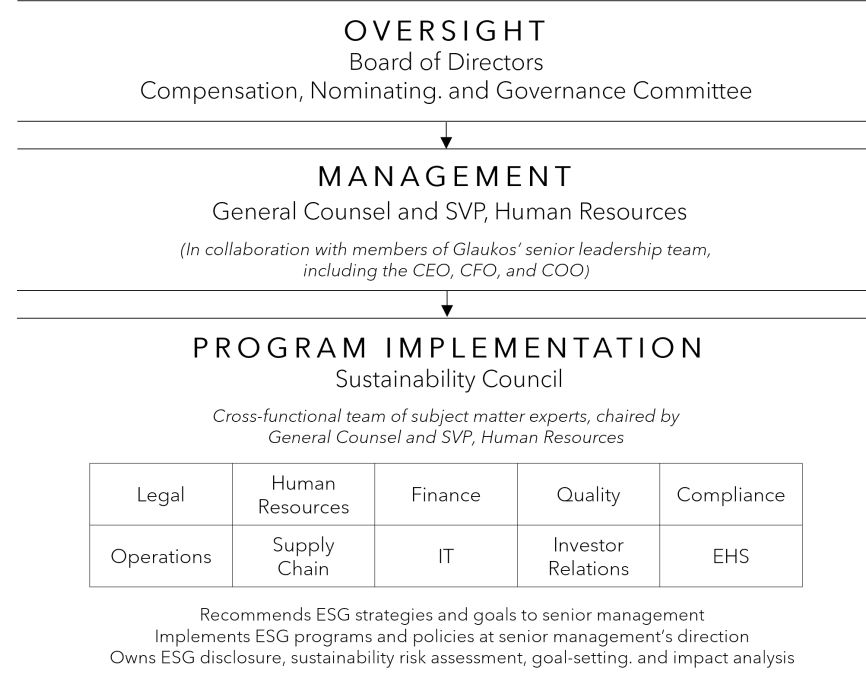 OVERSIGHT
Board of Directors
Compensation, Nominating. and Governance Committee
MANAGEMENT
General Counsel and SVP, Human Resources
(In collaboration with members of Glaukos’ senior leadership team,
including the CEO, CFO, and COO)
PROGRAM IMPLEMENTATION
Sustainability Council
Cross-functional team of subject matter experts, chaired by
General Counsel and SVP, Human Resources
Legal
Human
Resources
Finance
Quality
Compliance
Operations
Supply
Chain
IT
Investor
Relations
EHS
Recommends ESG strategies and goals to senior management
Implements ESG programs and policies at senior management’s direction
Owns ESG disclosure, sustainability risk assessment, goal-setting. and impact analysis